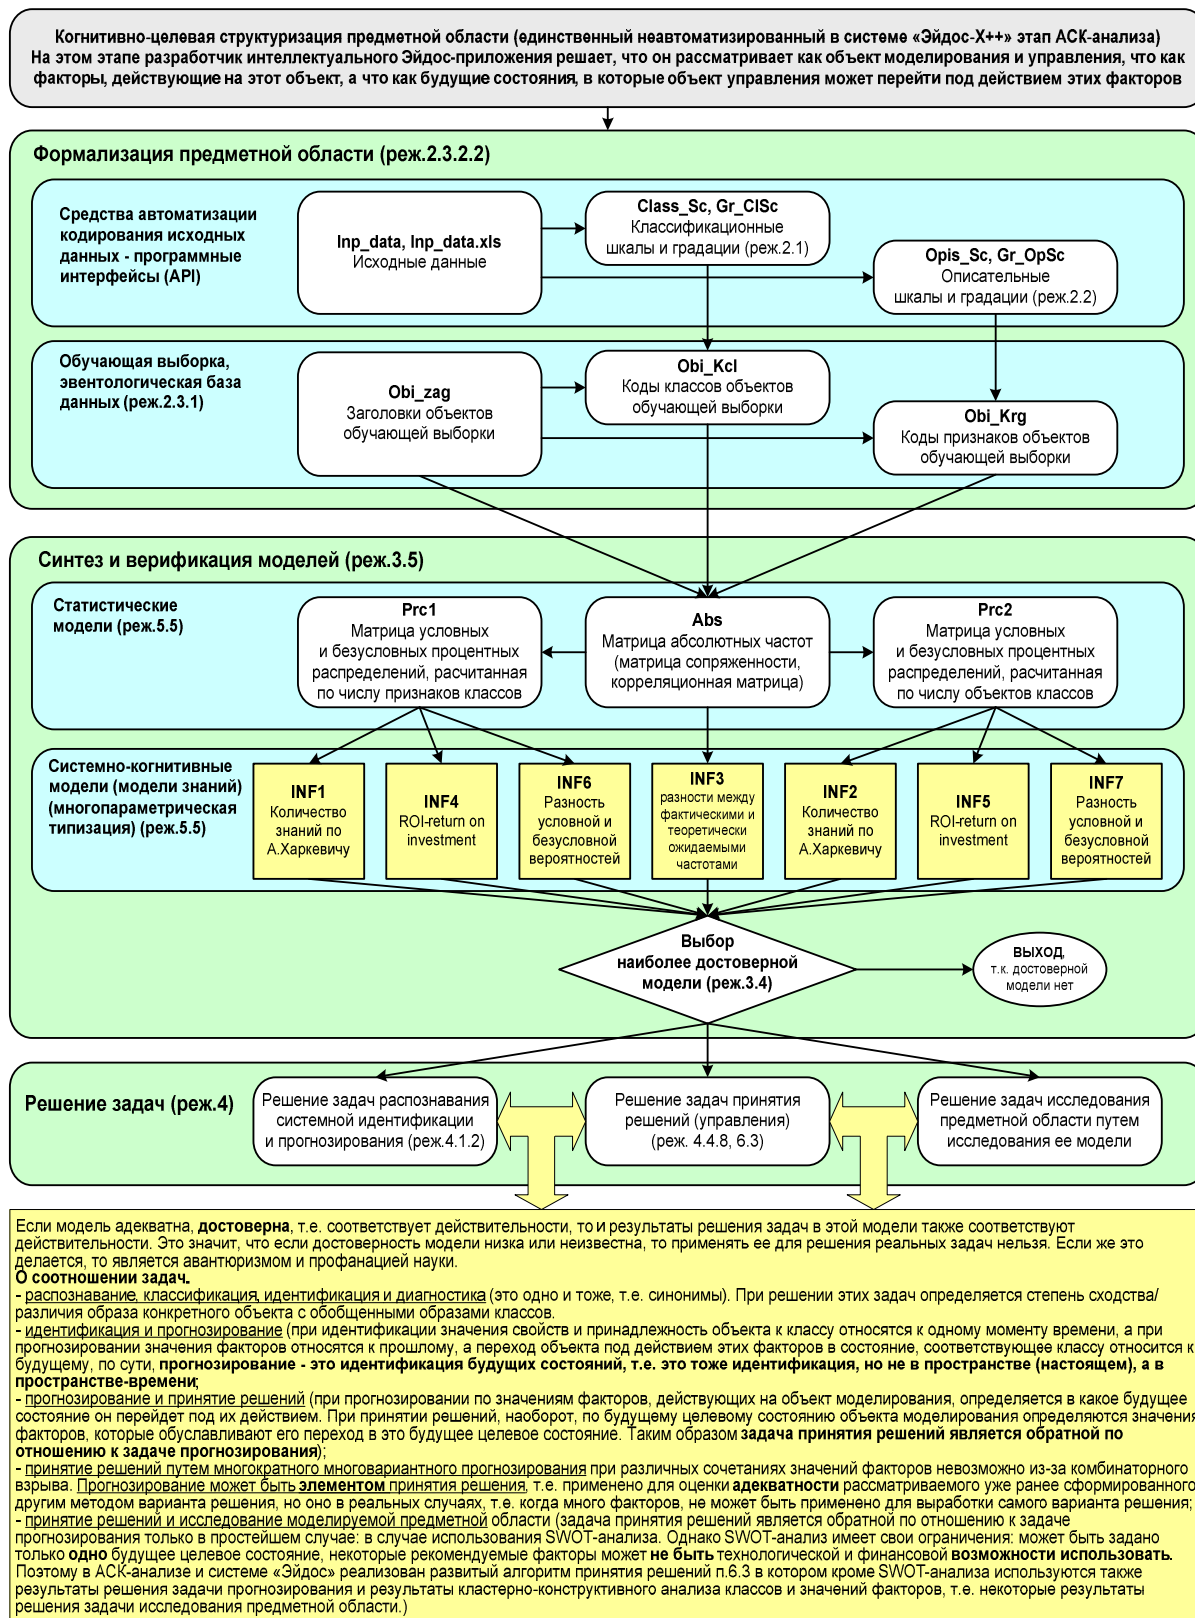 Когнитивно-целевая структуризация предметной области (единственный неавтоматизированный в системе «Эйдос-Х++» этап АСК-анализа)
На этом этапе разработчик интеллектуального Эйдос-приложения решает, что он рассматривает как объект моделирования и управления, что как
факторы, действующие на этот объект, а что как будущие состояния, в которые объект управления может перейти под действием этих факторов
Формализация предметной области (реж.2.3.2.2)
Средства автоматизации
кодирования исходных
данных - программные
интерфейсы (API)
Inp_data, Inp_data.xls
Исходные данные
Class_Sc, Gr_ClSc
Классификационные
шкалы и градации (реж.2.1)
Opis_Sc, Gr_OpSc
Описательные
шкалы и градации (реж.2.2)
Обучающая выборка,
эвентологическая база
данных (реж.2.3.1)
Obi_zag
Заголовки объектов
обучающей выборки
Obi_Kcl
Коды классов объектов
обучающей выборки
Obi_Krg
Коды признаков объектов
обучающей выборки
Синтез и верификация моделей (реж.3.5)
Статистические
модели (реж.5.5)
Prc1
Матрица условных
и безусловных процентных
распределений, расчитанная
по числу признаков классов
Abs
Матрица абсолютных частот
(матрица сопряженности,
корреляционная матрица)
Prc2
Матрица условных
и безусловных процентных
распределений, расчитанная
по числу объектов классов
Системно-когнитивные
модели (модели знаний)
(многопараметрическая
типизация) (реж.5.5)
INF1
Количество
знаний по
А.Харкевичу
INF4
ROI-return on
investment
INF6
Разность
условной и
безусловной
вероятностей
INF3
разности между
фактическими и
теоретически
ожидаемыми
частотами
INF2
Количество
знаний по
А.Харкевичу
INF5
ROI-return on
investment
INF7
Разность
условной и
безусловной
вероятностей
Выбор
наиболее достоверной
модели (реж.3.4)
ВЫХОД,
т.к. достоверной
модели нет
Решение задач (реж.4)
Решение задач распознавания
системной идентификации
и прогнозирования (реж.4.1.2)
Решение задач принятия
решений (управления)
(реж. 4.4.8, 6.3)
Решение задач исследования
предметной области путем
исследования ее модели
Если модель адекватна, достоверна, т.е. соответствует действительности, то и результаты решения задач в этой модели также соответствуют
действительности. Это значит, что если достоверность модели низка или неизвестна, то применять ее для решения реальных задач нельзя. Если же это
делается, то является авантюризмом и профанацией науки.
О соотношении задач.
- распознавание, классификация, идентификация и диагностика (это одно и тоже, т.е. синонимы). При решении этих задач определяется степень сходства/
различия образа конкретного объекта с обобщенными образами классов.
- идентификация и прогнозирование (при идентификации значения свойств и принадлежность объекта к классу относятся к одному моменту времени, а при
прогнозировании значения факторов относятся к прошлому, а переход объекта под действием этих факторов в состояние, соответствующее классу относится к
будущему, по сути, прогнозирование - это идентификация будущих состояний, т.е. это тоже идентификация, но не в пространстве (настоящем), а в
пространстве-времени;
- прогнозирование и принятие решений (при прогнозировании по значениям факторов, действующих на объект моделирования, определяется в какое будущее
состояние он перейдет под их действием. При принятии решений, наоборот, по будущему целевому состоянию объекта моделирования определяются значения
факторов, которые обуславливают его переход в это будущее целевое состояние. Таким образом задача принятия решений является обратной по
отношению к задаче прогнозирования);
- принятие решений путем многократного многовариантного прогнозирования при различных сочетаниях значений факторов невозможно из-за комбинаторного
взрыва. Прогнозирование может быть элементом принятия решения, т.е. применено для оценки адекватности рассматриваемого уже ранее сформированного
другим методом варианта решения, но оно в реальных случаях, т.е. когда много факторов, не может быть применено для выработки самого варианта решения;
- принятие решений и исследование моделируемой предметной области (задача принятия решений является обратной по отношению к задаче
прогнозирования только в простейшем случае: в случае использования SWOT-анализа. Однако SWOT-анализ имеет свои ограничения: может быть задано
только одно будущее целевое состояние, некоторые рекомендуемые факторы может не быть технологической и финансовой возможности использовать.
Поэтому в АСК-анализе и системе «Эйдос» реализован развитый алгоритм принятия решений п.6.3 в котором кроме SWOT-анализа используются также
результаты решения задачи прогнозирования и результаты кластерно-конструктивного анализа классов и значений факторов, т.е. некоторые результаты
решения задачи исследования предметной области.)